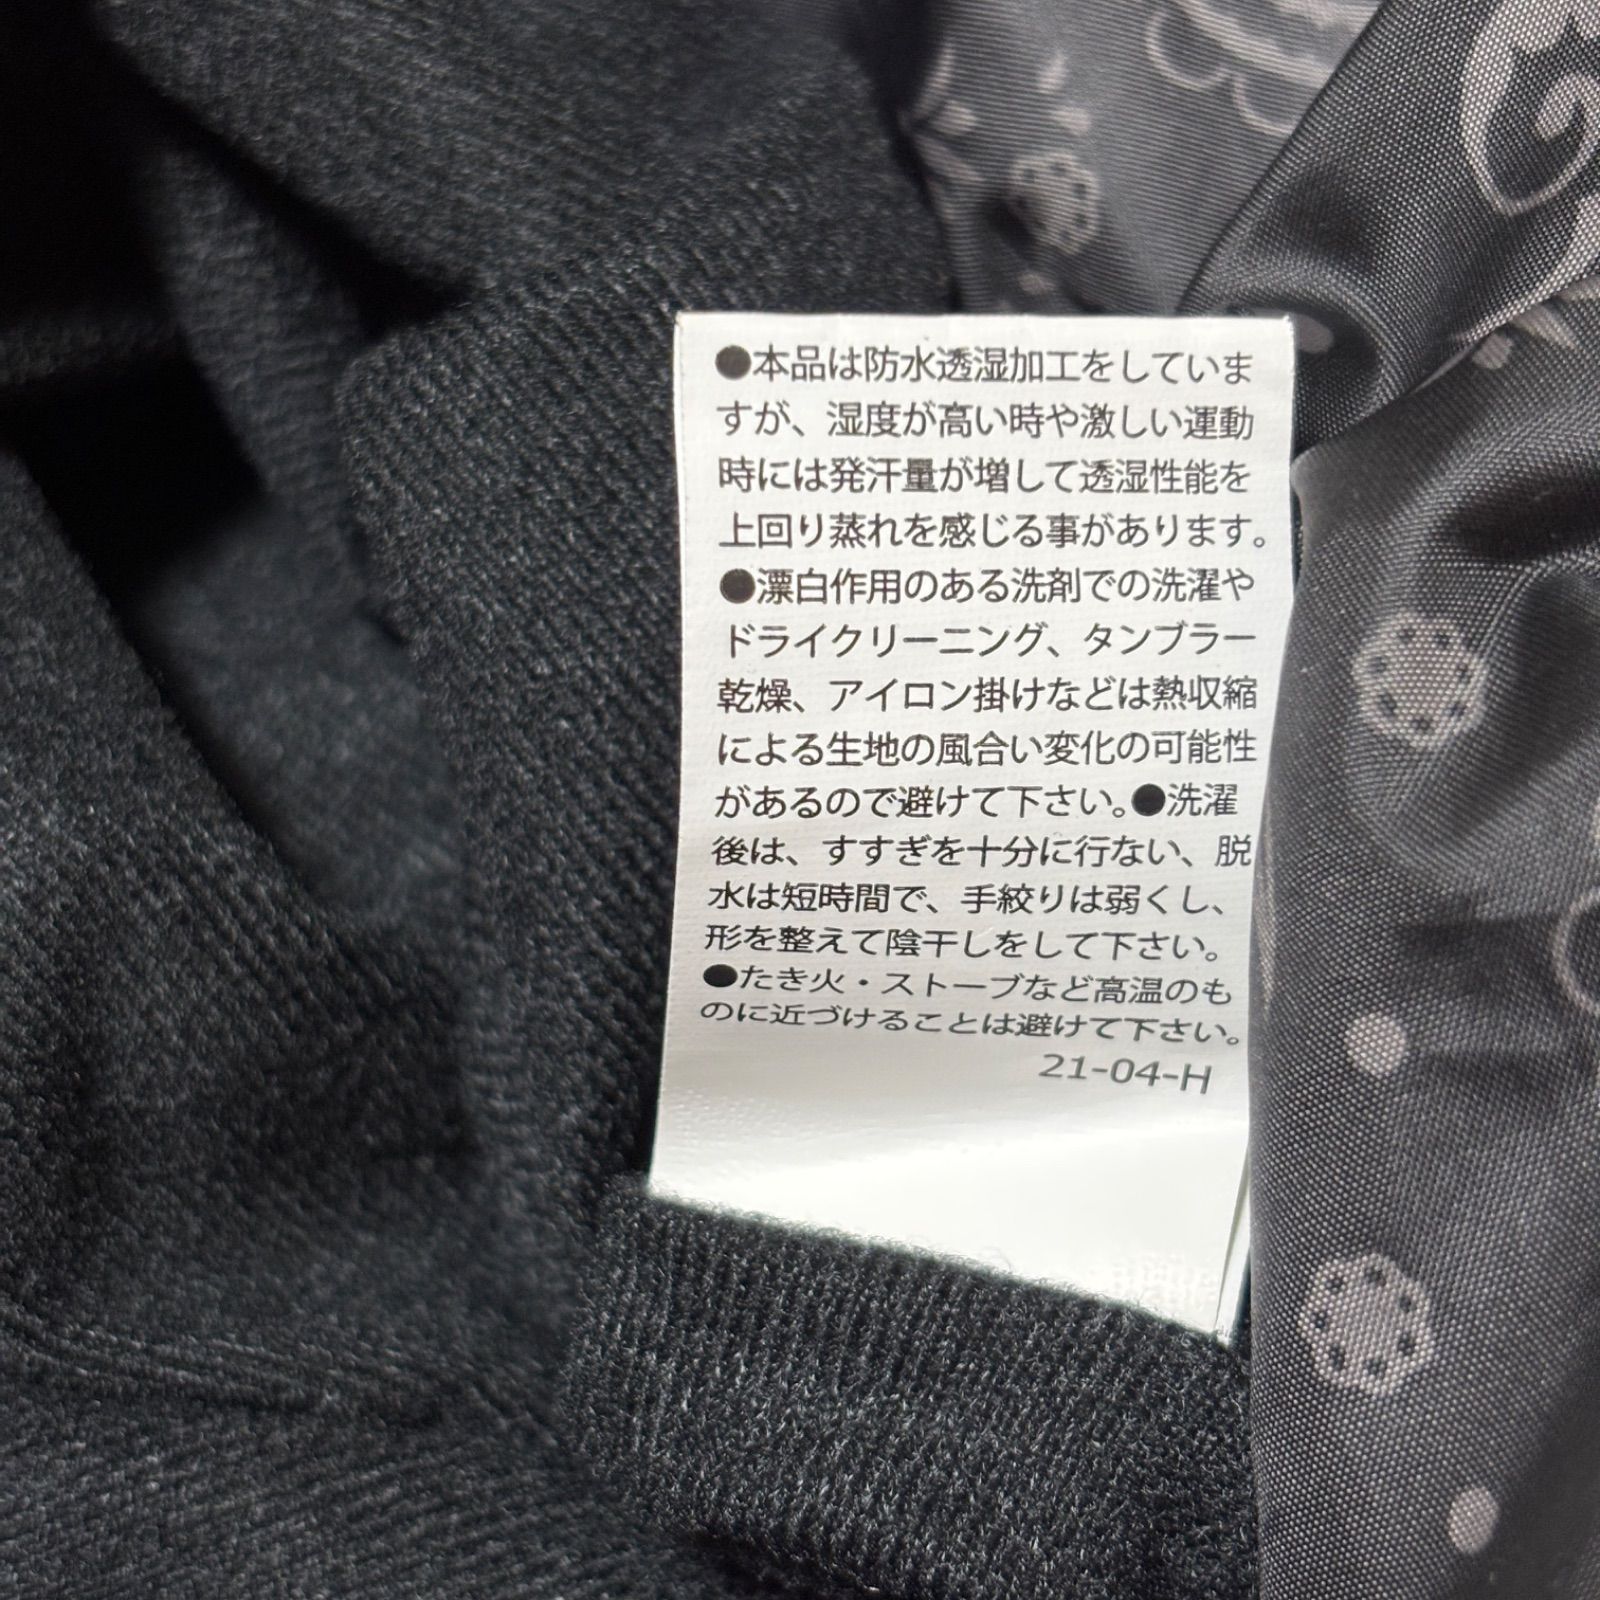 ●本品は防水透湿加工をしていま
すが、湿度が高い時や激しい運動
時には発汗量が増して透湿性能を
上回り蒸れを感じる事があります。
●漂白作用のある洗剤での洗濯や
ドライクリーニング、タンブラー
乾燥、アイロン掛けなどは熱収縮
による生地の風合い変化の可能性
があるので避けて下さい。●洗濯
後は、すすぎを十分に行ない、脱
水は短時間で、手絞りは弱くし、
形を整えて陰干しをして下さい。
●たき火・ストーブなど高温のも
のに近づけることは避けて下さい。
21-04-H